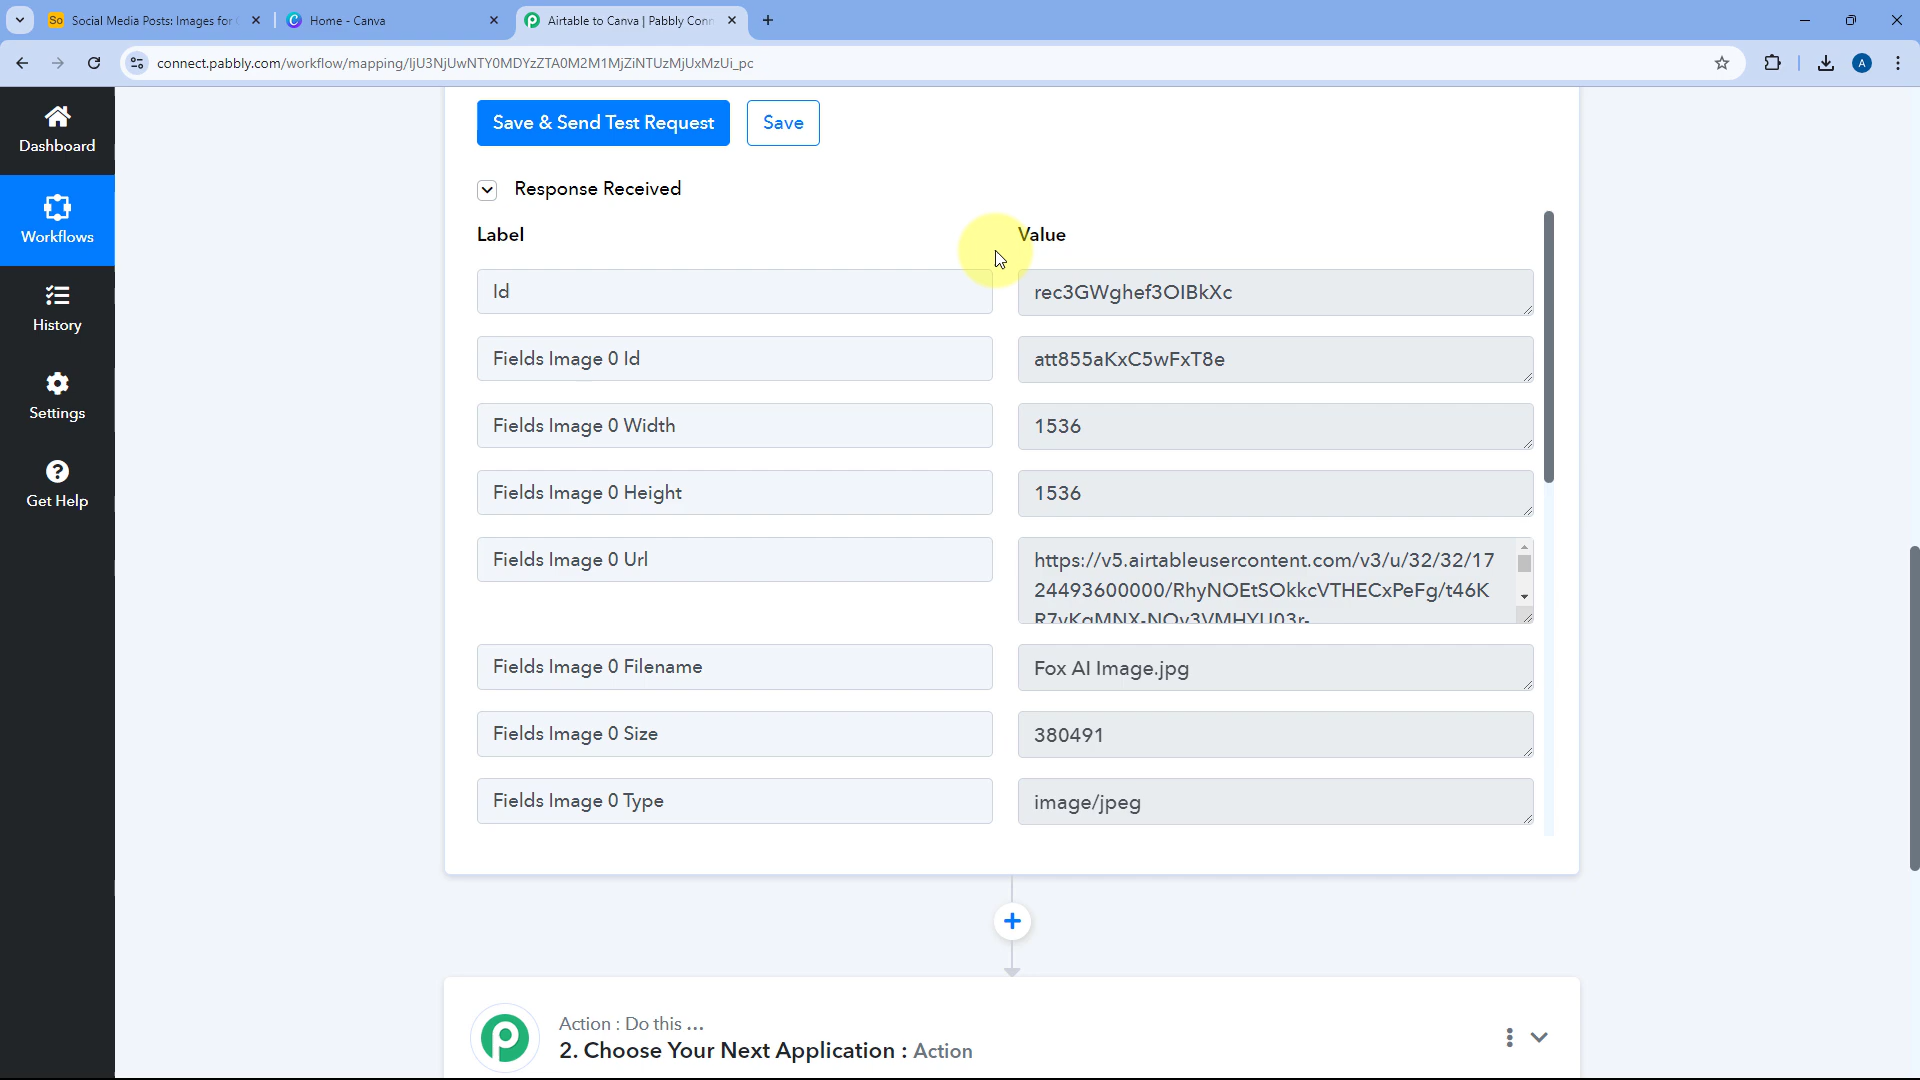 Social Media Posts: Images for
Home - Canva
Airtable to Canva | Pabbly Conn
connect.pabbly.com/workflow/mapping/IjU3NjUwNTY0MDYzZTA0M2M1MjZiNTUzMjUxMzUi_pc
A
Dashboard
Workflows
History
Settings
Get Help
Save & Send Test Request
Save
Response Received
Label
Value
Id
rec3GWghef3OIBkXc
Fields Image 0 Id
att855aKxC5wFxT8e
Fields Image 0 Width
1536
Fields Image 0 Height
1536
Fields Image 0 Url
https://v5.airtableusercontent.com/v3/u/32/32/17
24493600000/RhyNOEtSOkkcVTHECxPeFg/t46K
R7vKqMNX-NOv3VMHYU03r-
Fields Image 0 Filename
Fox AI Image.jpg
Fields Image 0 Size
380491
Fields Image 0 Type
image/jpeg
Action : Do this ...
2. Choose Your Next Application : Action